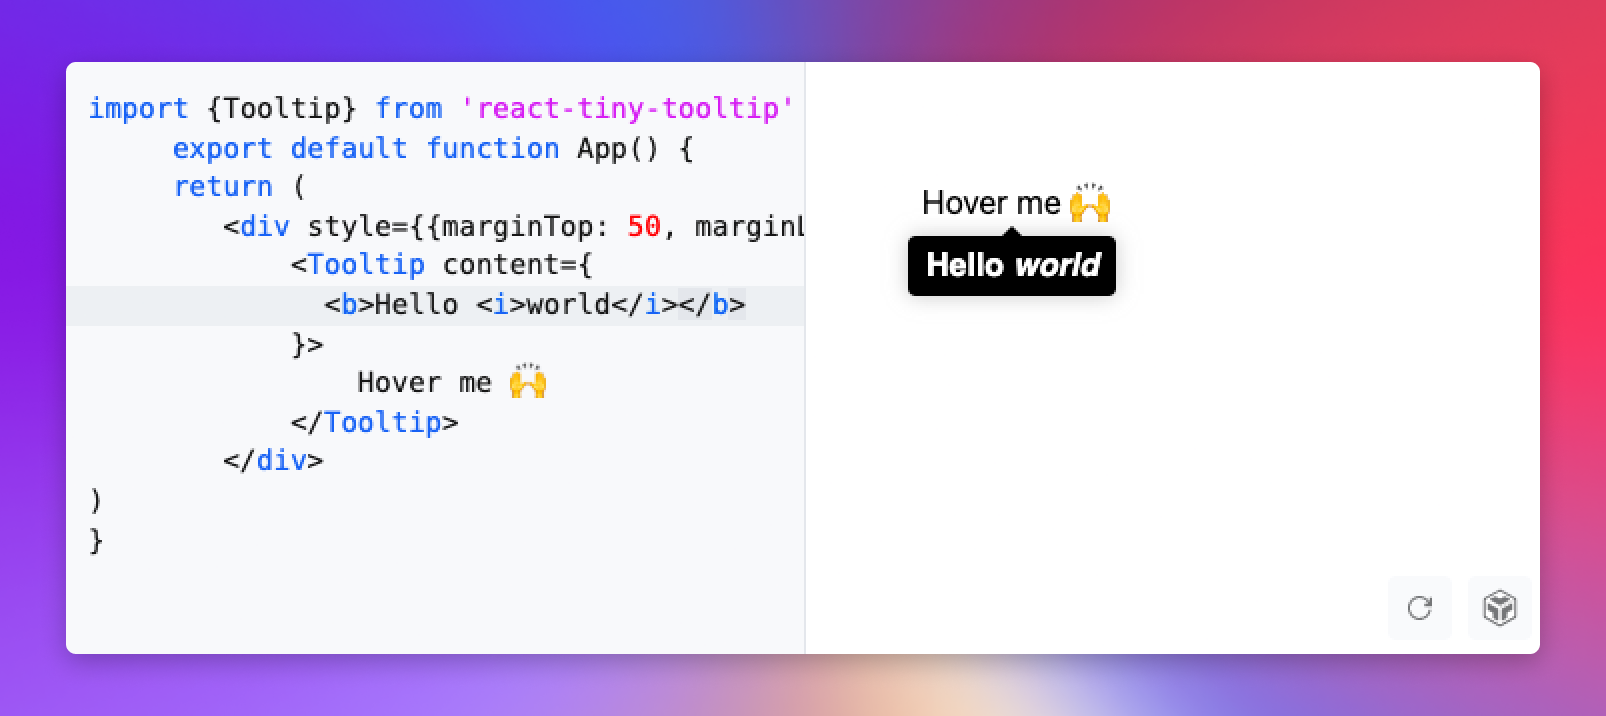 import {Tooltip} from 'react-tiny-tooltip'
export default function App() {
return (
<div style={{marginTop: 50, marginL
<Tooltip content={
<b>Hello <i>world</i></b>
}>
Hover me 🙌
</Tooltip>
</div>
)
}
Hover me 🙌
Hello world